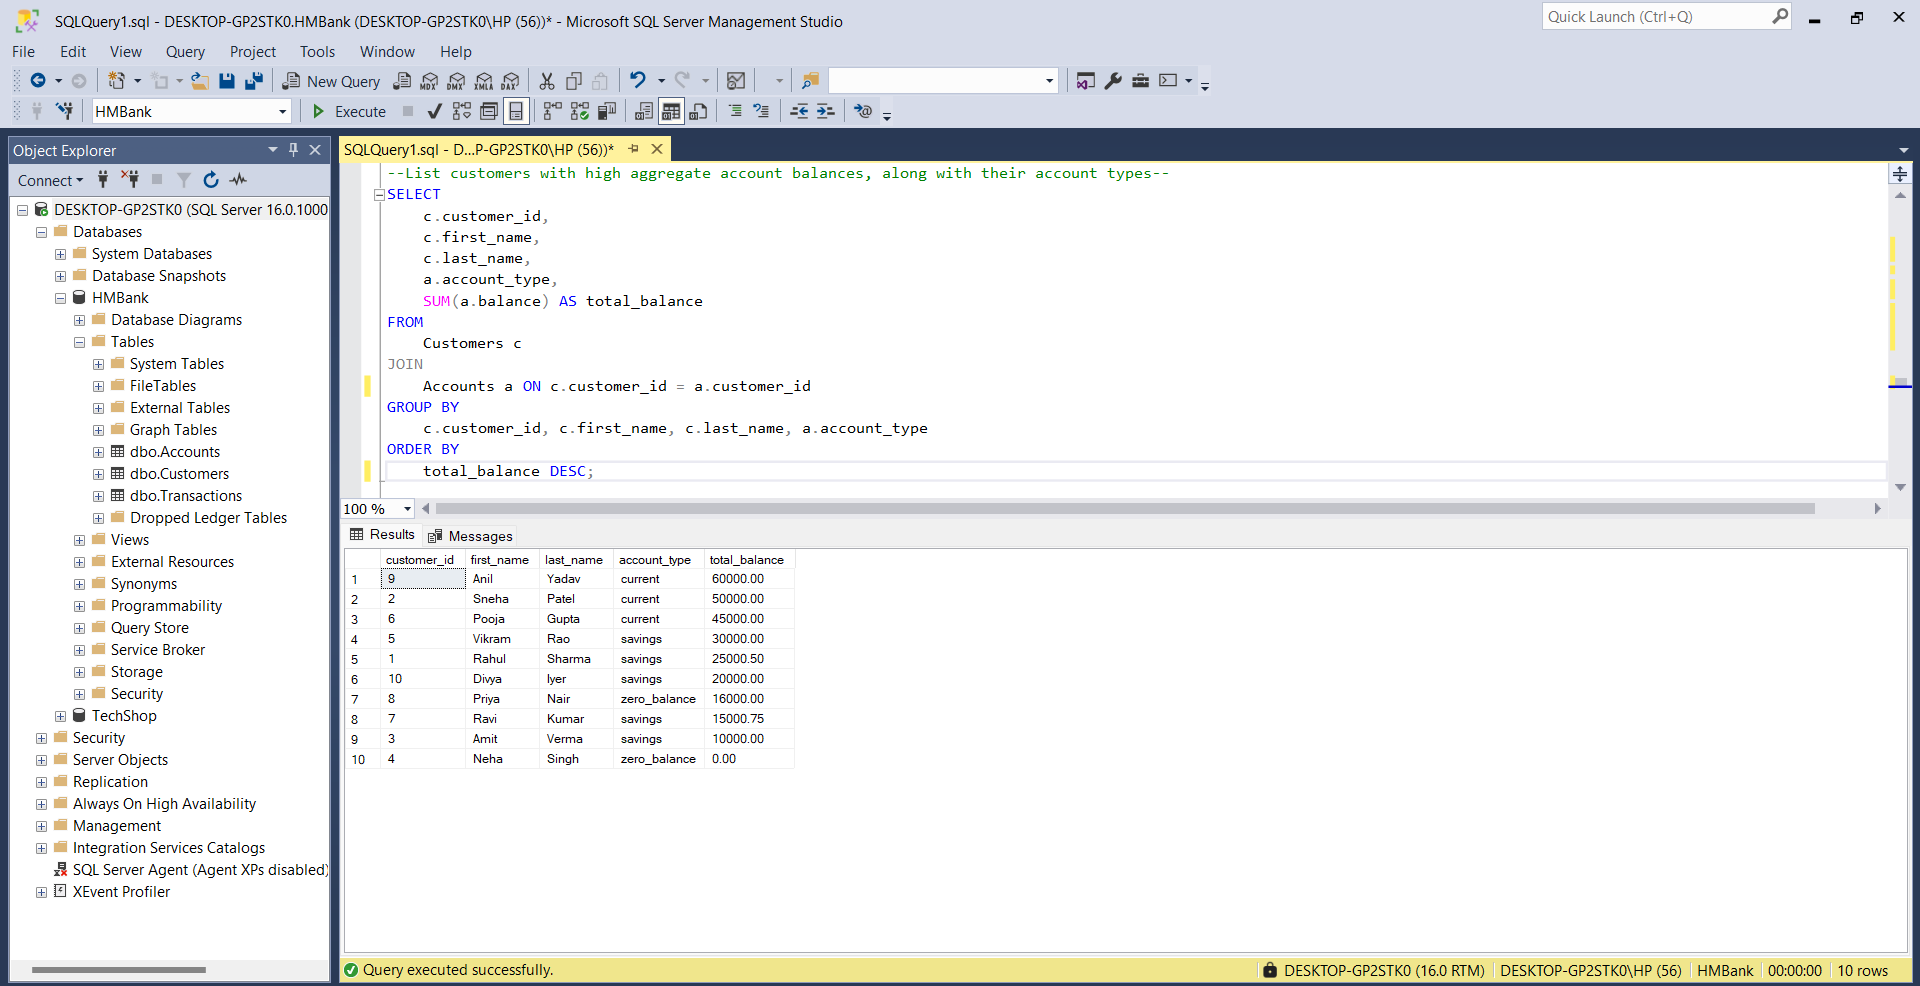 SQLQuery1.sql - DESKTOP-GP2STK0.HMBank (DESKTOP-GP2STK0\HP (56))* - Microsoft SQL Server Management Studio
Quick Launch (Ctrl+Q)
File Edit View Query Project Tools Window Help
New Query MDX DMX XMLA DAX
HMBank Execute
Object Explorer
Connect
DESKTOP-GP2STK0 (SQL Server 16.0.1000
Databases
System Databases
Database Snapshots
HMBank
Database Diagrams
Tables
System Tables
FileTables
External Tables
Graph Tables
dbo.Accounts
dbo.Customers
dbo.Transactions
Dropped Ledger Tables
Views
External Resources
Synonyms
Programmability
Query Store
Service Broker
Storage
Security
TechShop
Security
Server Objects
Replication
Always On High Availability
Management
Integration Services Catalogs
SQL Server Agent (Agent XPs disabled)
XEvent Profiler
SQLQuery1.sql - D...P-GP2STK0\HP (56))*
--List customers with high aggregate account balances, along with their account types--
SELECT
c.customer_id,
c.first_name,
c.last_name,
a.account_type,
SUM(a.balance) AS total_balance
FROM
Customers c
JOIN
Accounts a ON c.customer_id = a.customer_id
GROUP BY
c.customer_id, c.first_name, c.last_name, a.account_type
ORDER BY
total_balance DESC;
100 %
Results Messages
customer_id first_name last_name account_type total_balance
1 9 Anil Yadav current 60000.00
2 2 Sneha Patel current 50000.00
3 6 Pooja Gupta current 45000.00
4 5 Vikram Rao savings 30000.00
5 1 Rahul Sharma savings 25000.50
6 10 Divya Iyer savings 20000.00
7 8 Priya Nair zero_balance 16000.00
8 7 Ravi Kumar savings 15000.75
9 3 Amit Verma savings 10000.00
10 4 Neha Singh zero_balance 0.00
Query executed successfully.
DESKTOP-GP2STK0 (16.0 RTM) DESKTOP-GP2STK0\HP (56) HMBank 00:00:00 10 rows